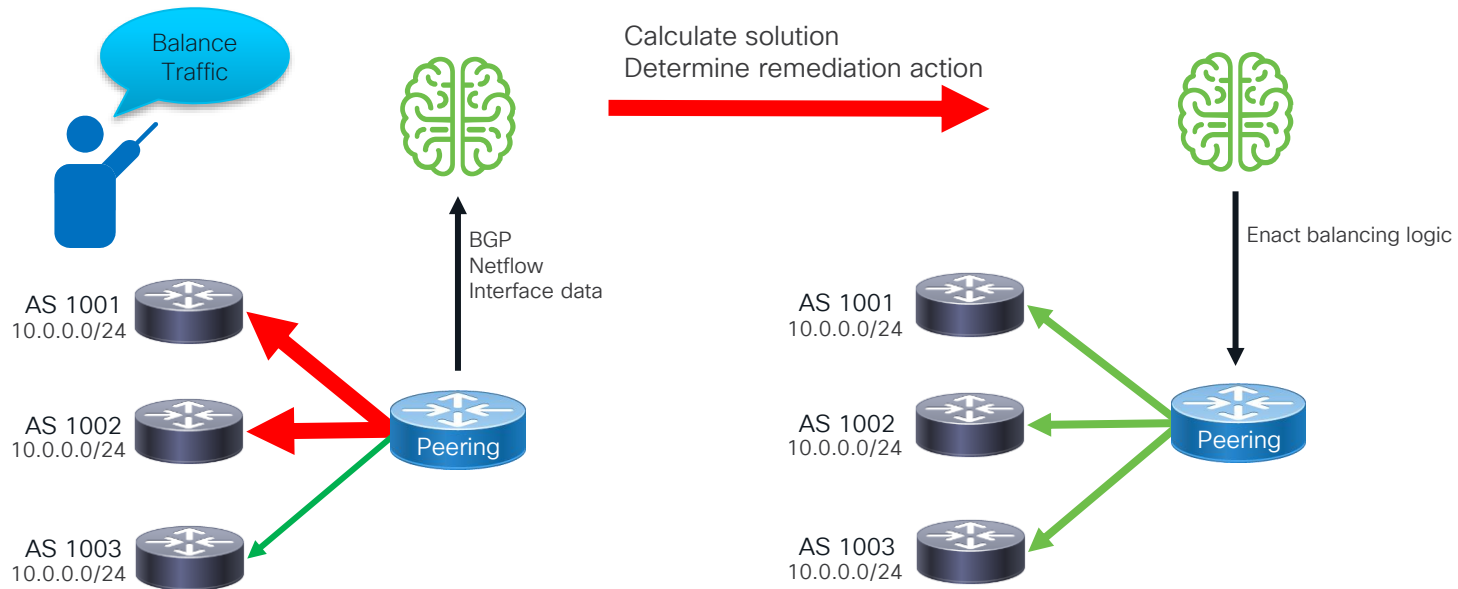 Balance
Traffic
Calculate solution
Determine remediation action
BGP
Netflow
Interface data
Enact balancing logic
AS 1001
10.0.0.0/24
AS 1002
10.0.0.0/24
AS 1003
10.0.0.0/24
Peering
AS 1001
10.0.0.0/24
AS 1002
10.0.0.0/24
AS 1003
10.0.0.0/24
Peering